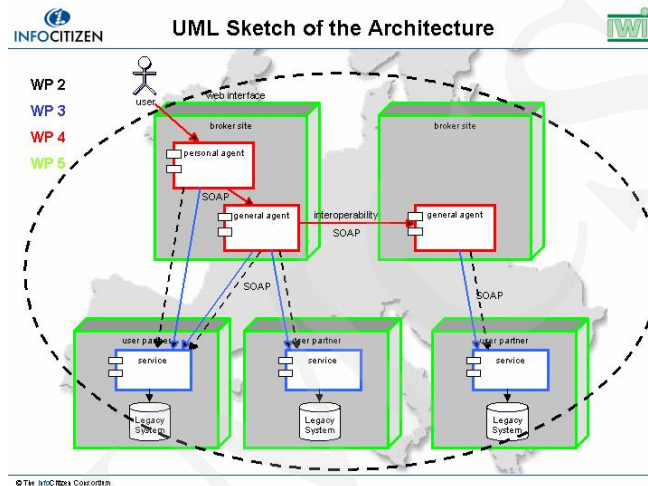 INFOCITIZEN
UML Sketch of the Architecture
iwi
WP 2
WP 3
WP 4
WP 5
user
web interface
broker site
broker site
personal agent
SOAP
general agent
interoperability
SOAP
general agent
SOAP
SOAP
user partner
user partner
user partner
service
service
service
Legacy
System
Legacy
System
Legacy
System
© The InfoCitizen Consortium